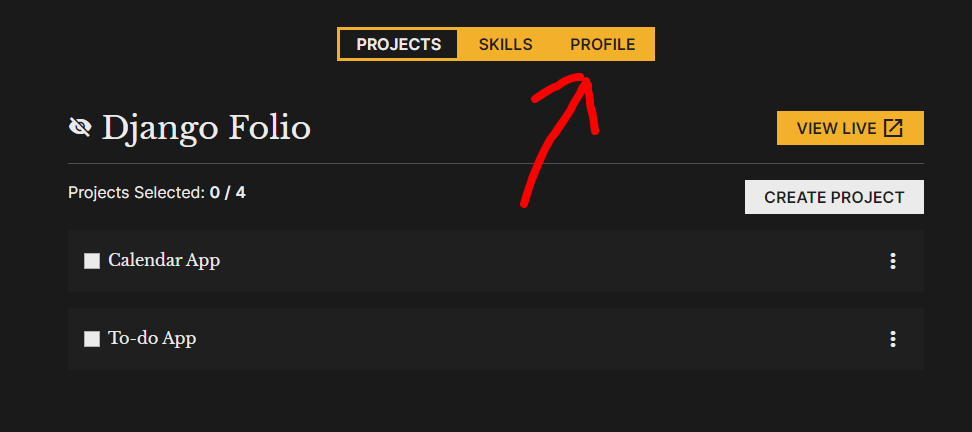 PROJECTS SKILLS PROFILE
Django Folio
VIEW LIVE
Projects Selected: 0 / 4
CREATE PROJECT
Calendar App
To-do App